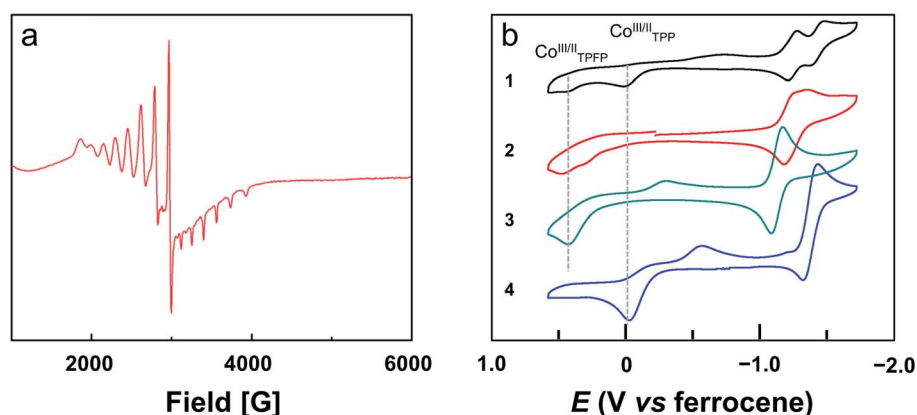 a
2000
4000
6000
Field [G]
b
Co^III/II_TPFP
Co^III/II_TPP
1
2
3
4
1.0
0
−1.0
−2.0
E (V vs ferrocene)